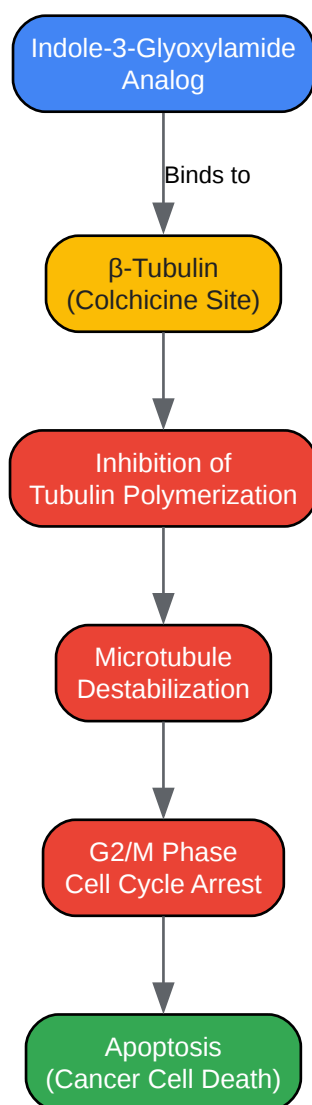 Indole-3-Glyoxylamide
Analog
Binds to
β-Tubulin
(Colchicine Site)
Inhibition of
Tubulin Polymerization
Microtubule
Destabilization
G2/M Phase
Cell Cycle Arrest
Apoptosis
(Cancer Cell Death)